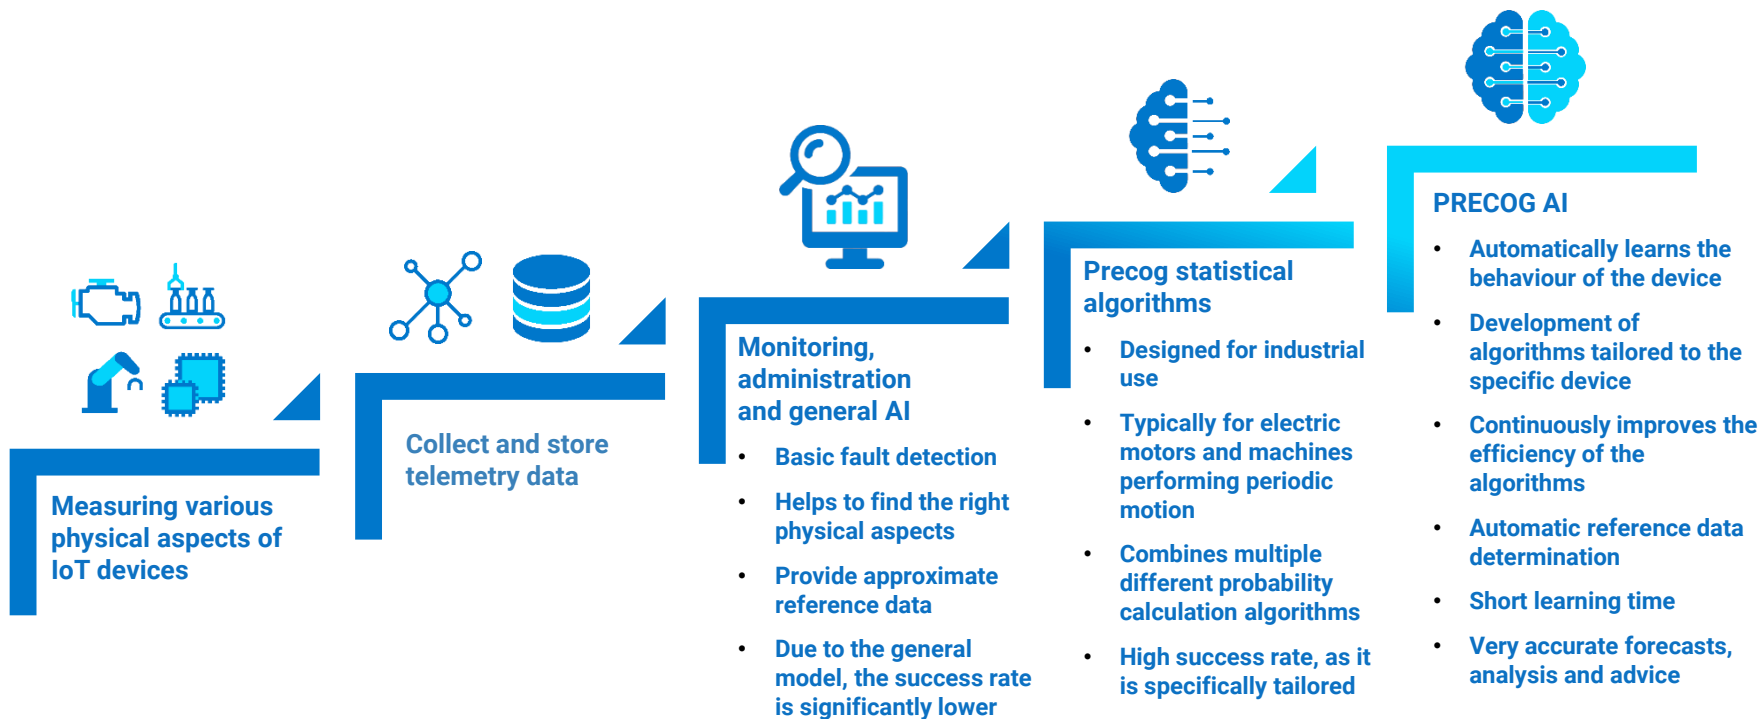 Measuring various
physical aspects of
IoT devices
Collect and store
telemetry data
Monitoring,
administration
and general AI
• Basic fault detection
• Helps to find the right
physical aspects
• Provide approximate
reference data
• Due to the general
model, the success rate
is significantly lower
Precog statistical
algorithms
• Designed for industrial
use
• Typically for electric
motors and machines
performing periodic
motion
• Combines multiple
different probability
calculation algorithms
• High success rate, as it
is specifically tailored
PRECOG AI
• Automatically learns the
behaviour of the device
• Development of
algorithms tailored to the
specific device
• Continuously improves the
efficiency of the
algorithms
• Automatic reference data
determination
• Short learning time
• Very accurate forecasts,
analysis and advice